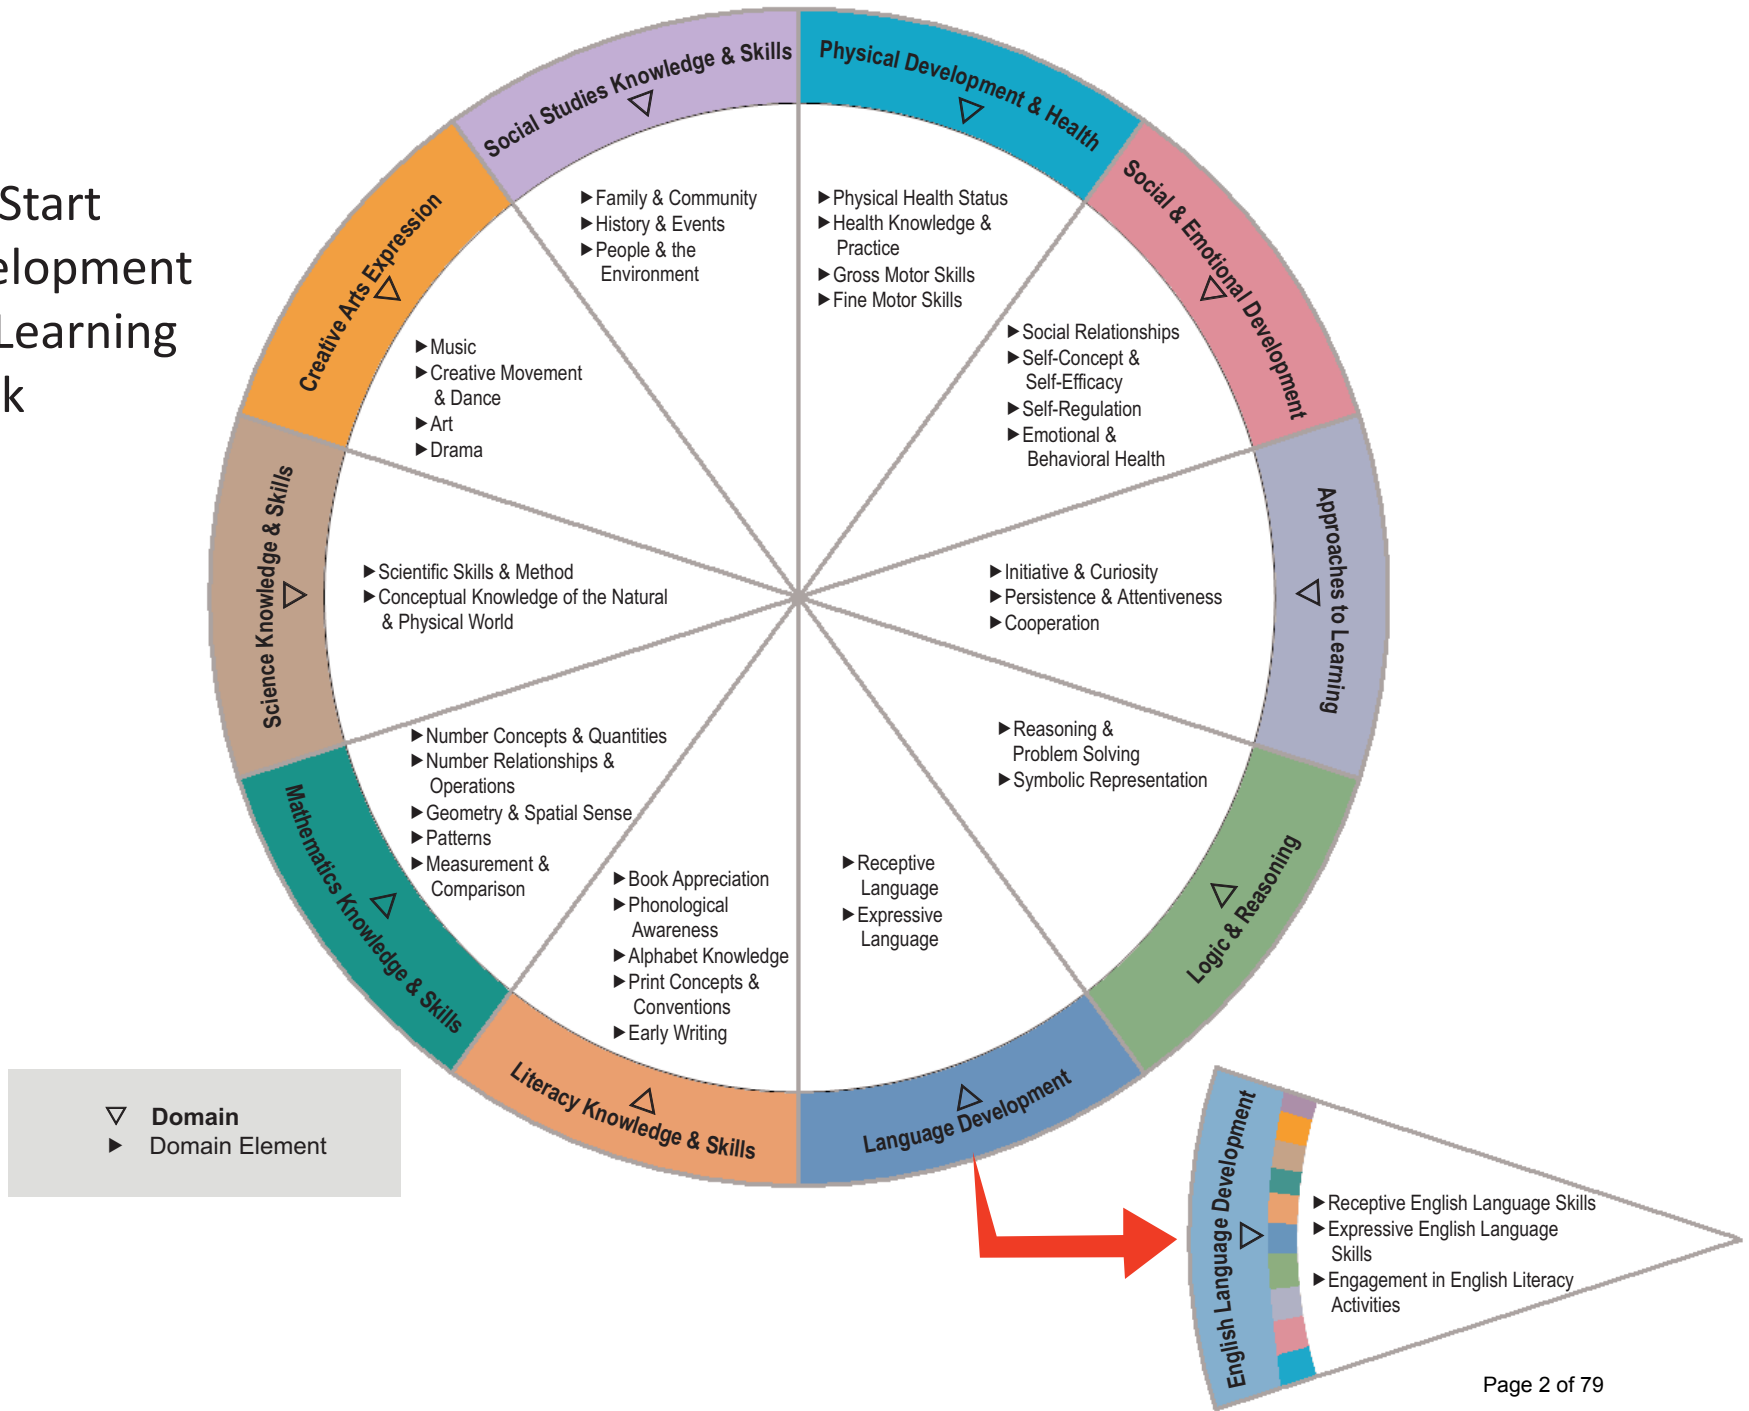 Start
elopment
Learning
k
Social Studies Knowledge & Skills
Physical Development & Health
Social & Emotional Development
Approaches to Learning
Logic & Reasoning
Language Development
Literacy Knowledge & Skills
Mathematics Knowledge & Skills
Science Knowledge & Skills
Creative Arts Expression
Family & Community
History & Events
People & the
Environment
Physical Health Status
Health Knowledge &
Practice
Gross Motor Skills
Fine Motor Skills
Social Relationships
Self-Concept &
Self-Efficacy
Self-Regulation
Emotional &
Behavioral Health
Initiative & Curiosity
Persistence & Attentiveness
Cooperation
Reasoning &
Problem Solving
Symbolic Representation
Receptive
Language
Expressive
Language
Book Appreciation
Phonological
Awareness
Alphabet Knowledge
Print Concepts &
Conventions
Early Writing
Number Concepts & Quantities
Number Relationships &
Operations
Geometry & Spatial Sense
Patterns
Measurement &
Comparison
Scientific Skills & Method
Conceptual Knowledge of the Natural
& Physical World
Music
Creative Movement
& Dance
Art
Drama
Domain
Domain Element
English Language Development
Receptive English Language Skills
Expressive English Language
Skills
Engagement in English Literacy
Activities
Page 2 of 79